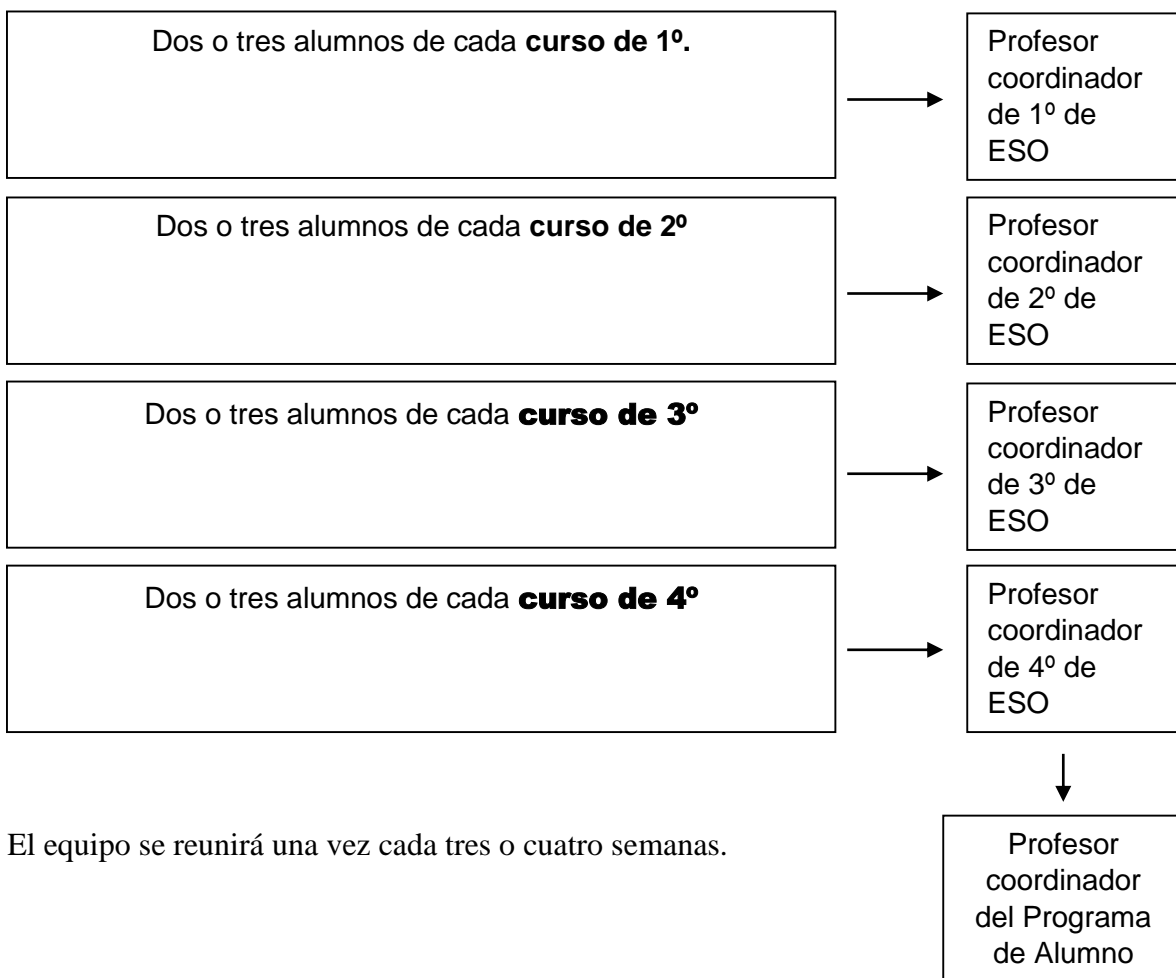 Dos o tres alumnos de cada curso de 1º.
Profesor
coordinador
de 1º de
ESO
Dos o tres alumnos de cada curso de 2º
Profesor
coordinador
de 2º de
ESO
Dos o tres alumnos de cada curso de 3º
Profesor
coordinador
de 3º de
ESO
Dos o tres alumnos de cada curso de 4º
Profesor
coordinador
de 4º de
ESO
El equipo se reunirá una vez cada tres o cuatro semanas.
Profesor
coordinador
del Programa
de Alumno